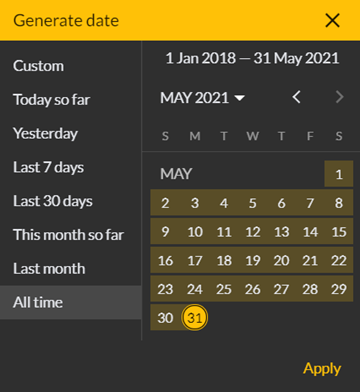 Generate date
Custom
Today so far
Yesterday
Last 7 days
Last 30 days
This month so far
Last month
All time
1 Jan 2018 — 31 May 2021
MAY 2021
S M T W T F S
MAY 1
2 3 4 5 6 7 8
9 10 11 12 13 14 15
16 17 18 19 20 21 22
23 24 25 26 27 28 29
30 31
Apply